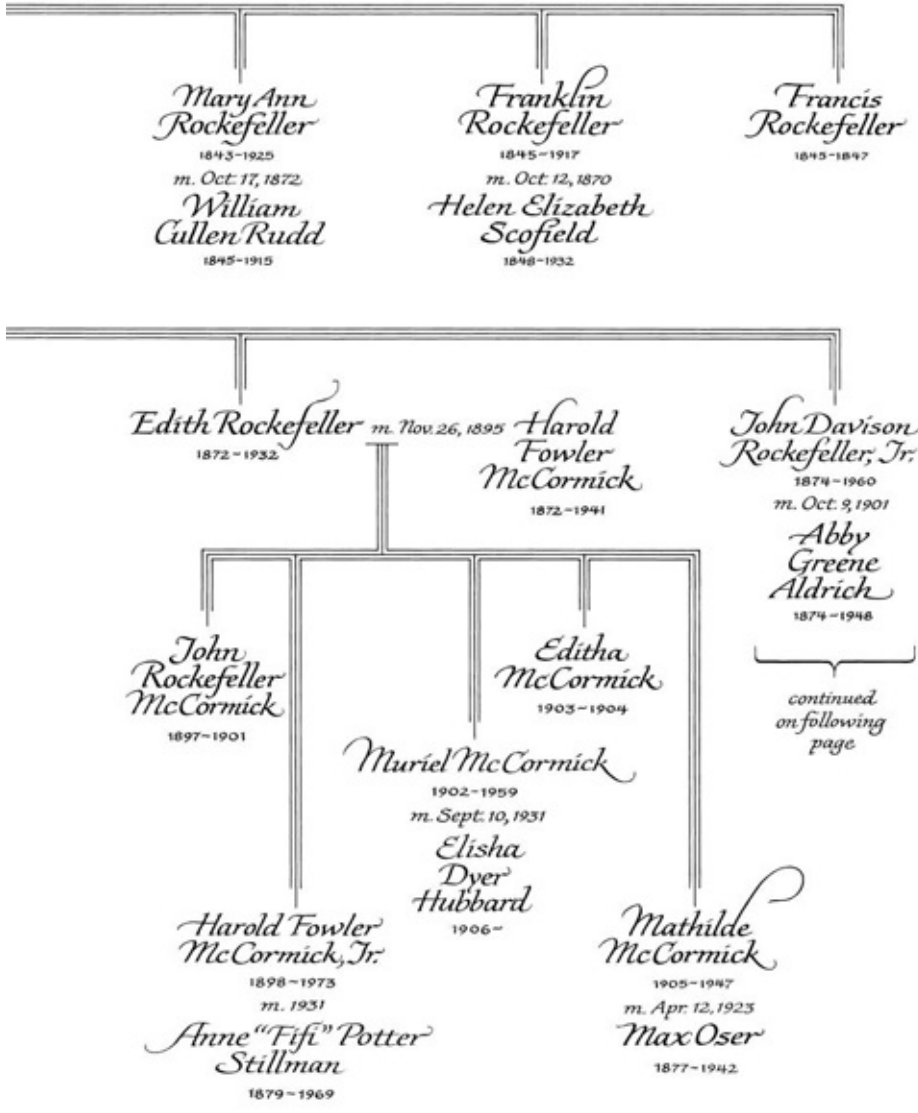 Mary Ann
Rockefeller
1843-1925
m. Oct. 17, 1872
William
Cullen Rudd
1845-1915
Franklin
Rockefeller
1845-1917
m. Oct. 12, 1870
Helen Elizabeth
Scofield
1848-1932
Francis
Rockefeller
1845-1847
Edith Rockefeller
1872-1932
m. Nov. 26, 1895
Harold
Fowler
McCormick
1872-1941
John Davison
Rockefeller, Jr.
1874-1960
m. Oct. 9, 1901
Abby
Greene
Aldrich
1874-1948
continued
on following
page
John
Rockefeller
McCormick
1897-1901
Editha
McCormick
1903-1904
Muriel McCormick
1902-1959
m. Sept. 10, 1931
Elisha
Dyer
Hubbard
1906-
Harold Fowler
McCormick, Jr.
1898-1973
m. 1931
Anne "Fifi" Potter
Stillman
1879-1969
Mathilde
McCormick
1905-1947
m. Apr. 12, 1923
Max Oser
1877-1942